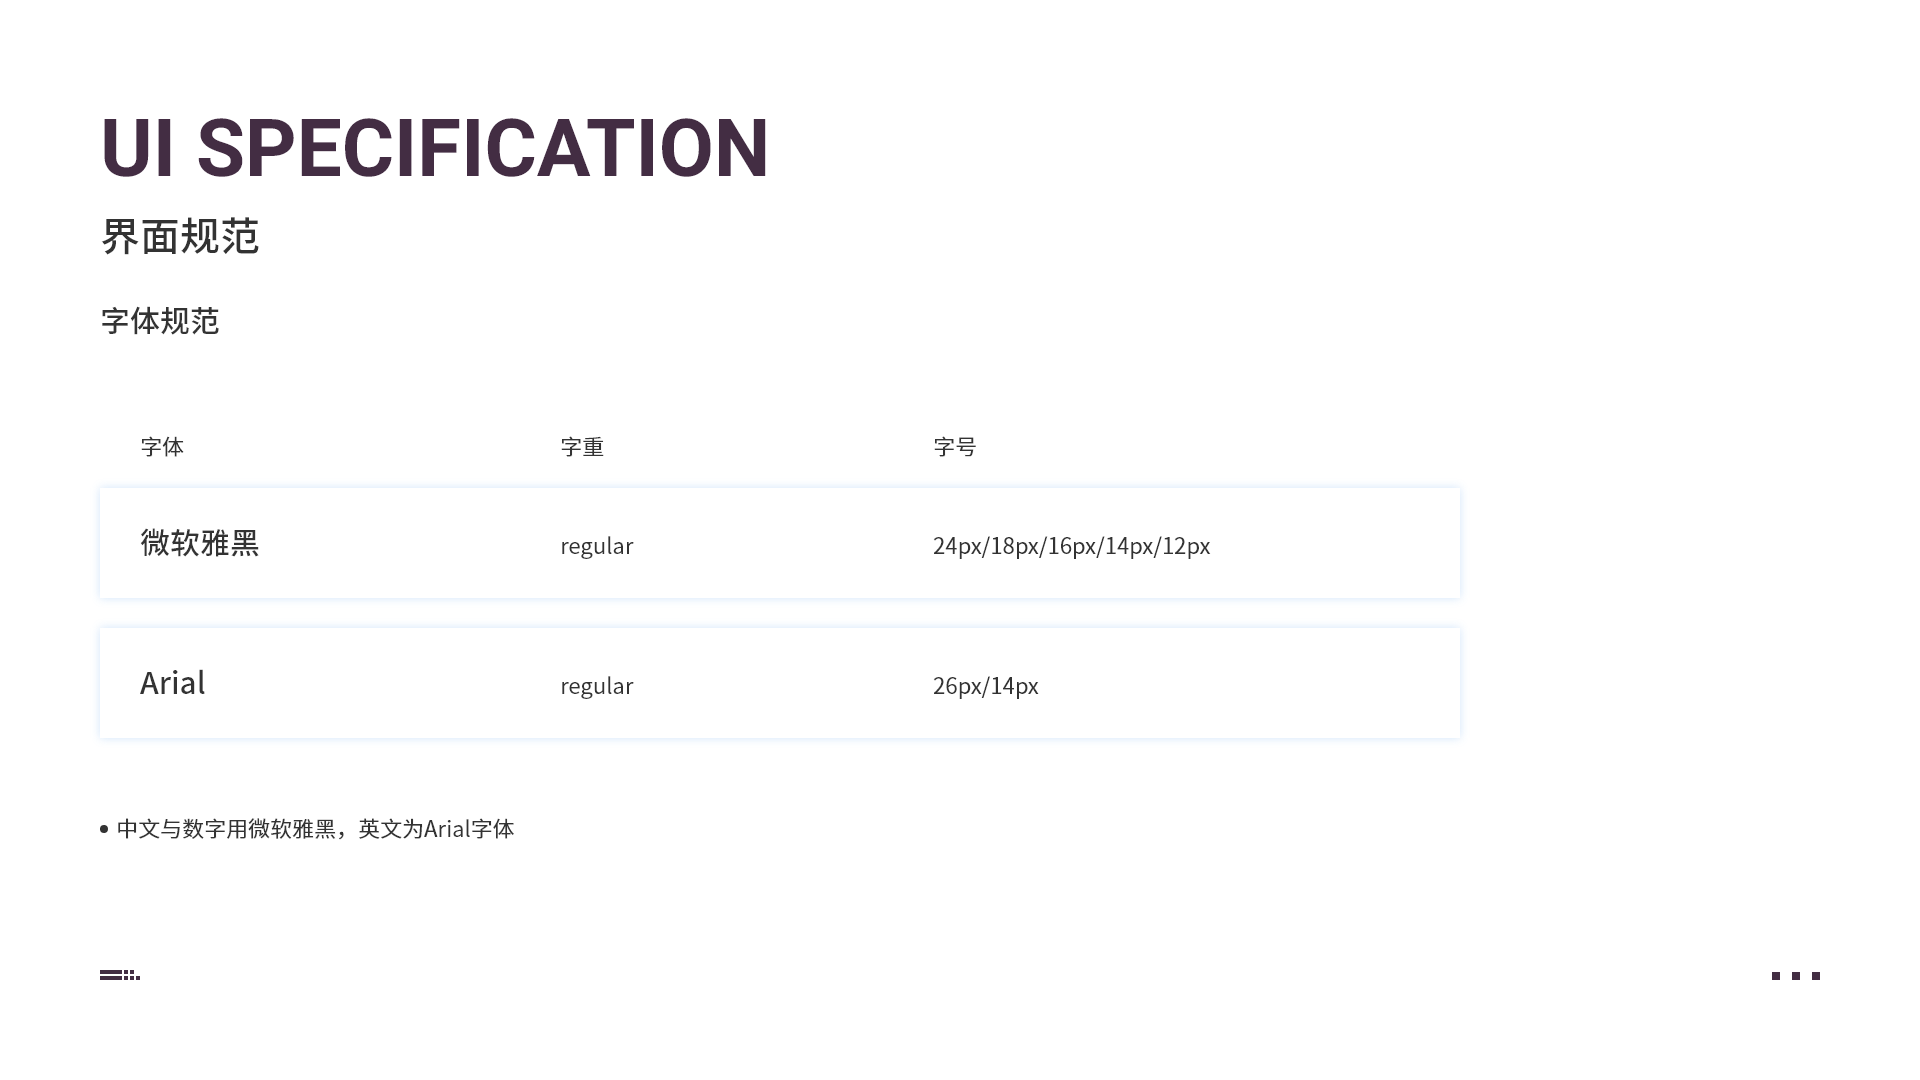 UI SPECIFICATION
界面规范
字体规范
字体 字重 字号
微软雅黑 regular 24px/18px/16px/14px/12px
Arial regular 26px/14px
• 中文与数字用微软雅黑，英文为Arial字体